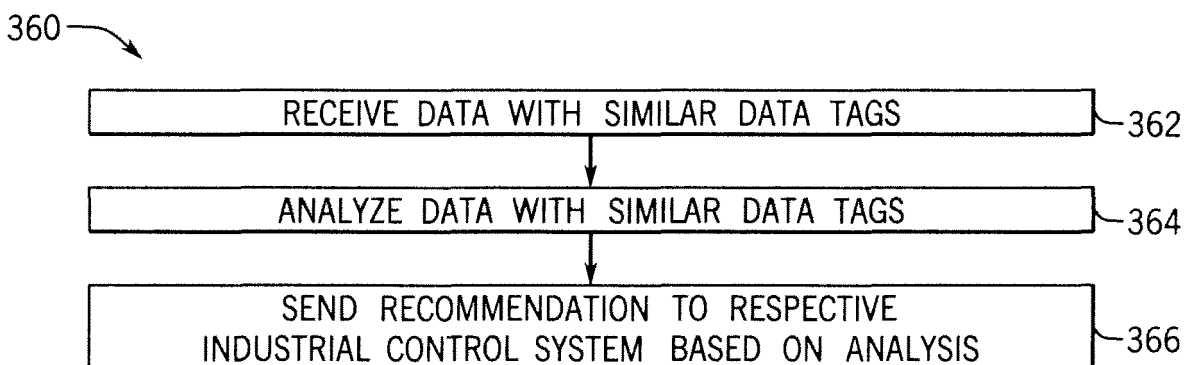 360
RECEIVE DATA WITH SIMILAR DATA TAGS
362
ANALYZE DATA WITH SIMILAR DATA TAGS
364
SEND RECOMMENDATION TO RESPECTIVE
INDUSTRIAL CONTROL SYSTEM BASED ON ANALYSIS
366